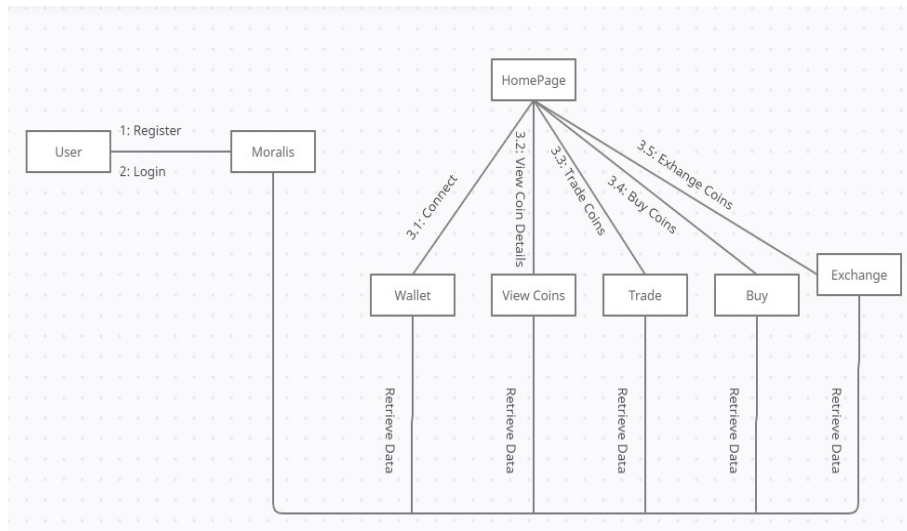 HomePage
1: Register
User
Moralis
2: Login
3.1: Connect
3.2: View Coin Details
3.3: Trade Coins
3.4: Buy Coins
3.5: Exhange Coins
Wallet
View Coins
Trade
Buy
Exchange
Retrieve Data
Retrieve Data
Retrieve Data
Retrieve Data
Retrieve Data